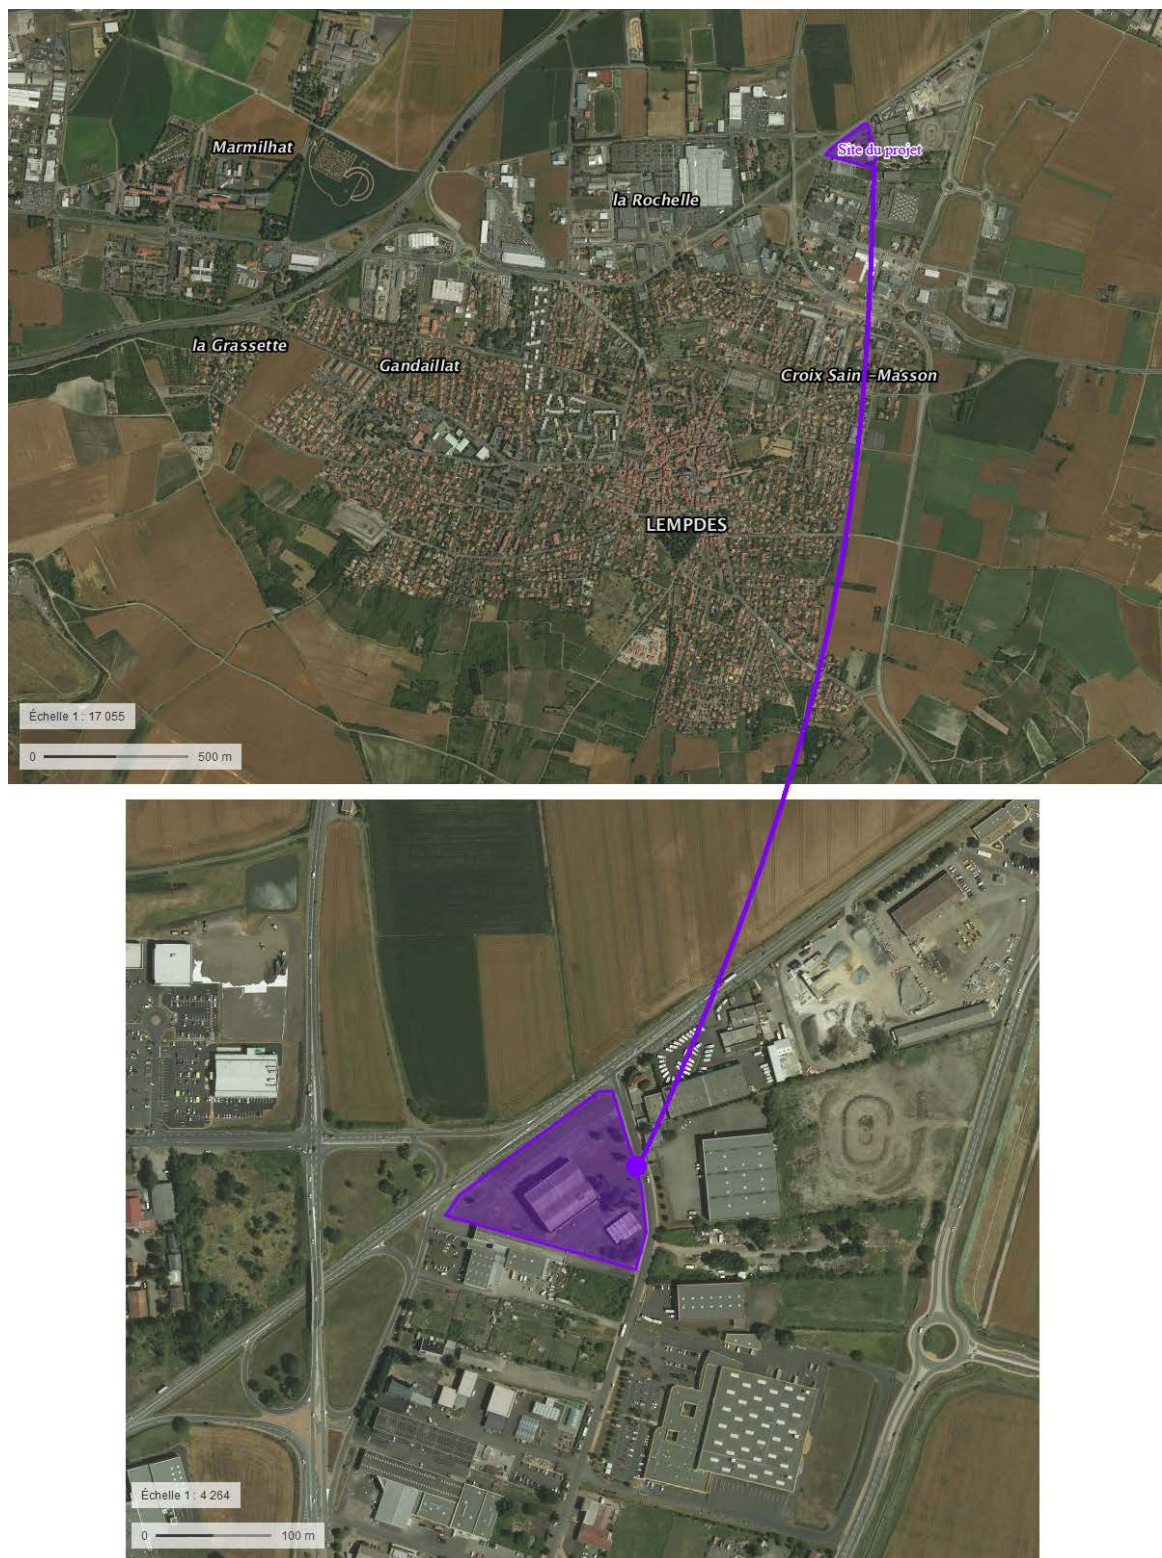 Marmilhat
Site du projet
la Rochelle
la Grassette
Gandaillat
Croix Saint-Masson
LEMPDES
Échelle 1 : 17 055
0 500 m
Échelle 1 : 4 264
0 100 m